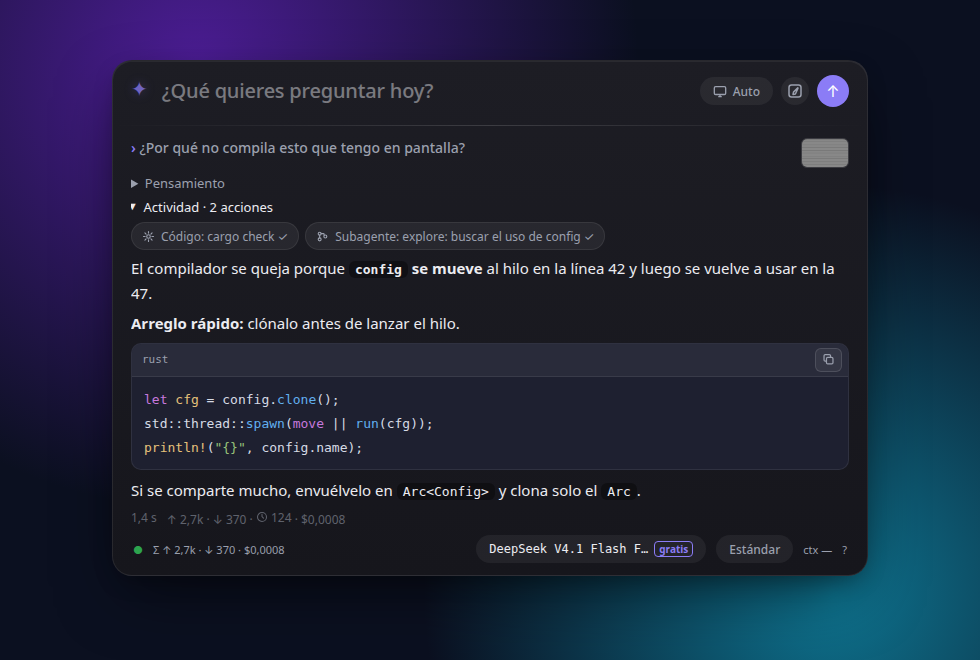 ¿Qué quieres preguntar hoy?
Auto
› ¿Por qué no compila esto que tengo en pantalla?
Pensamiento
Actividad · 2 acciones
Código: cargo check ✓
Subagente: explore: buscar el uso de config ✓
El compilador se queja porque config se mueve al hilo en la línea 42 y luego se vuelve a usar en la
47.
Arreglo rápido: clónalo antes de lanzar el hilo.
rust
let cfg = config.clone();
std::thread::spawn(move || run(cfg));
println!("{}", config.name);
Si se comparte mucho, envuélvelo en Arc<Config> y clona solo el Arc.
1,4 s ↑ 2,7k · ↓ 370 · 124 · $0,0008
Σ ↑ 2,7k · ↓ 370 · $0,0008
DeepSeek V4.1 Flash F… gratis
Estándar
ctx — ?